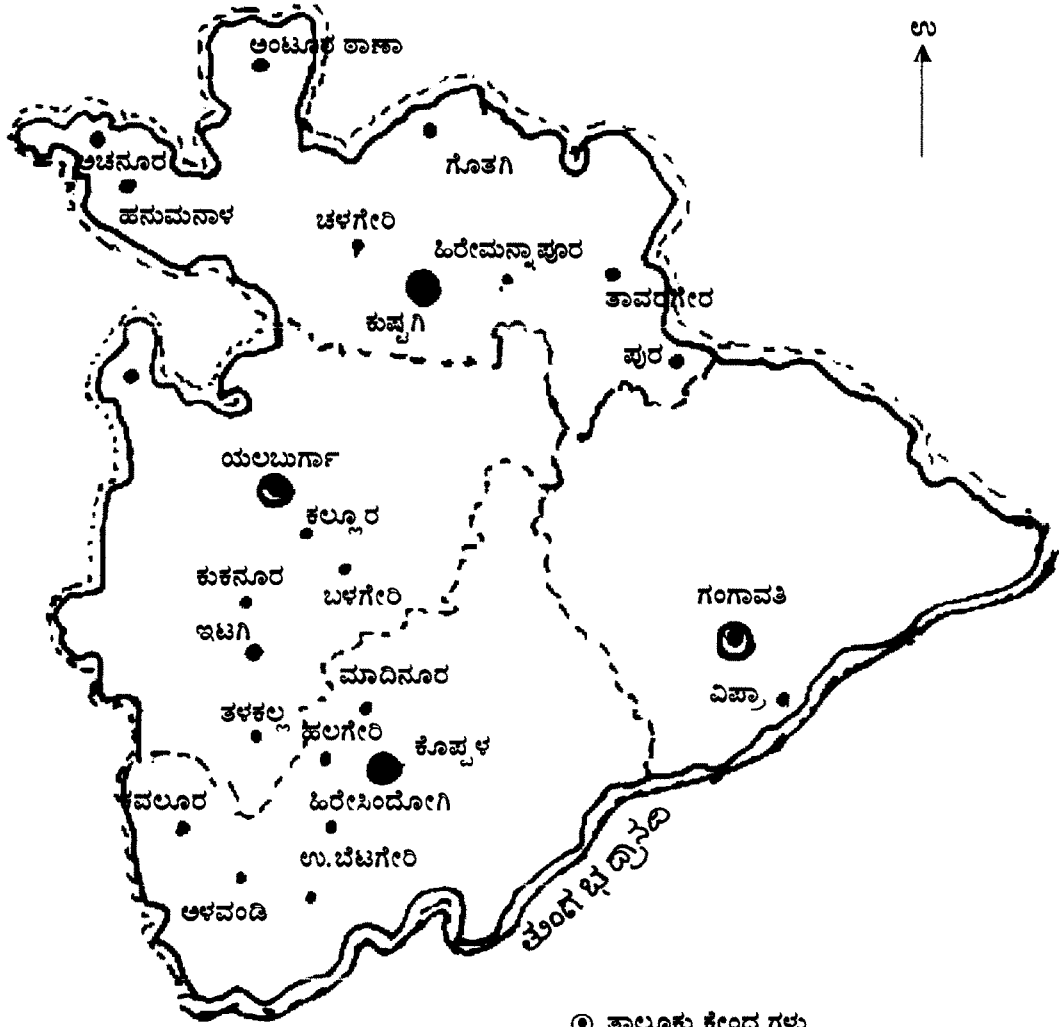 ಉ
ಅಂಟೂರ ಠಾಣಾ
ಅಚನೂರ
ಗೊತಗಿ
ಹನುಮನಾಳ
ಚಳಗೇರಿ
ಹಿರೇಮನ್ನಾಪೂರ
ತಾವರಗೇರ
ಕುಷ್ಟಗಿ
ಪುರ
ಯಲಬುರ್ಗಾ
ಕಲ್ಲೂರ
ಕುಕನೂರ
ಬಳಗೇರಿ
ಗಂಗಾವತಿ
ಇಟಗಿ
ಮಾದಿನೂರ
ವಿಪ್ರಾ
ತಳಕಲ್ಲ
ಹಲಗೇರಿ
ಕೊಪ್ಪಳ
ಕವಲೂರ
ಹಿರೇಸಿಂದೋಗಿ
ತುಂಗಭದ್ರಾನದಿ
ಉ.ಬೆಟಗೇರಿ
ಅಳವಂಡಿ
ತಾಲೂಕು ಕೇಂದ್ರಗಳು